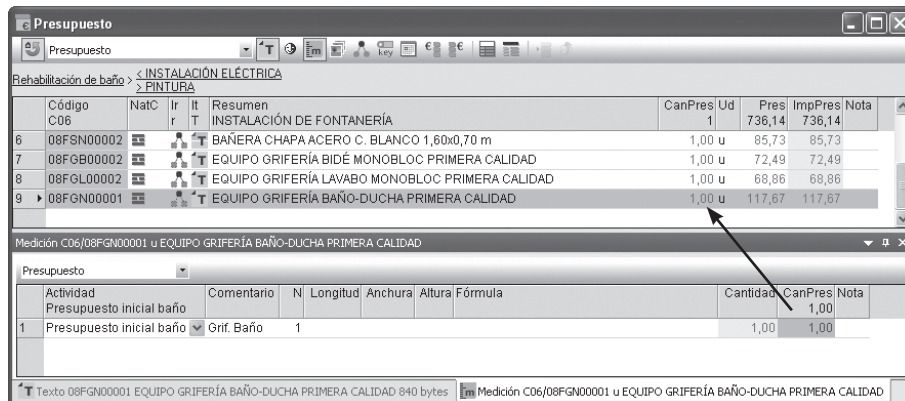 Presupuesto
Presupuesto
Rehabilitación de baño > < INSTALACIÓN ELÉCTRICA
> PINTURA
Código NatC Ir It Resumen CanPres Ud Pres ImpPres Nota
C06 r T INSTALACIÓN DE FONTANERÍA 1 736,14 736,14
6 08FSN00002 T BAÑERA CHAPA ACERO C. BLANCO 1,60x0,70 m 1,00 u 85,73 85,73
7 08FGB00002 T EQUIPO GRIFERÍA BIDÉ MONOBLOC PRIMERA CALIDAD 1,00 u 72,49 72,49
8 08FGL00002 T EQUIPO GRIFERÍA LAVABO MONOBLOC PRIMERA CALIDAD 1,00 u 68,86 68,86
9 08FGN00001 T EQUIPO GRIFERÍA BAÑO-DUCHA PRIMERA CALIDAD 1,00 u 117,67 117,67
Medición C06/08FGN00001 u EQUIPO GRIFERÍA BAÑO-DUCHA PRIMERA CALIDAD
Presupuesto
Actividad Comentario N Longitud Anchura Altura Fórmula Cantidad CanPres Nota
Presupuesto inicial baño 1,00
1 Presupuesto inicial baño Grif. Baño 1 1,00 1,00
T Texto 08FGN00001 EQUIPO GRIFERÍA BAÑO-DUCHA PRIMERA CALIDAD 840 bytes m Medición C06/08FGN00001 u EQUIPO GRIFERÍA BAÑO-DUCHA PRIMERA CALIDAD